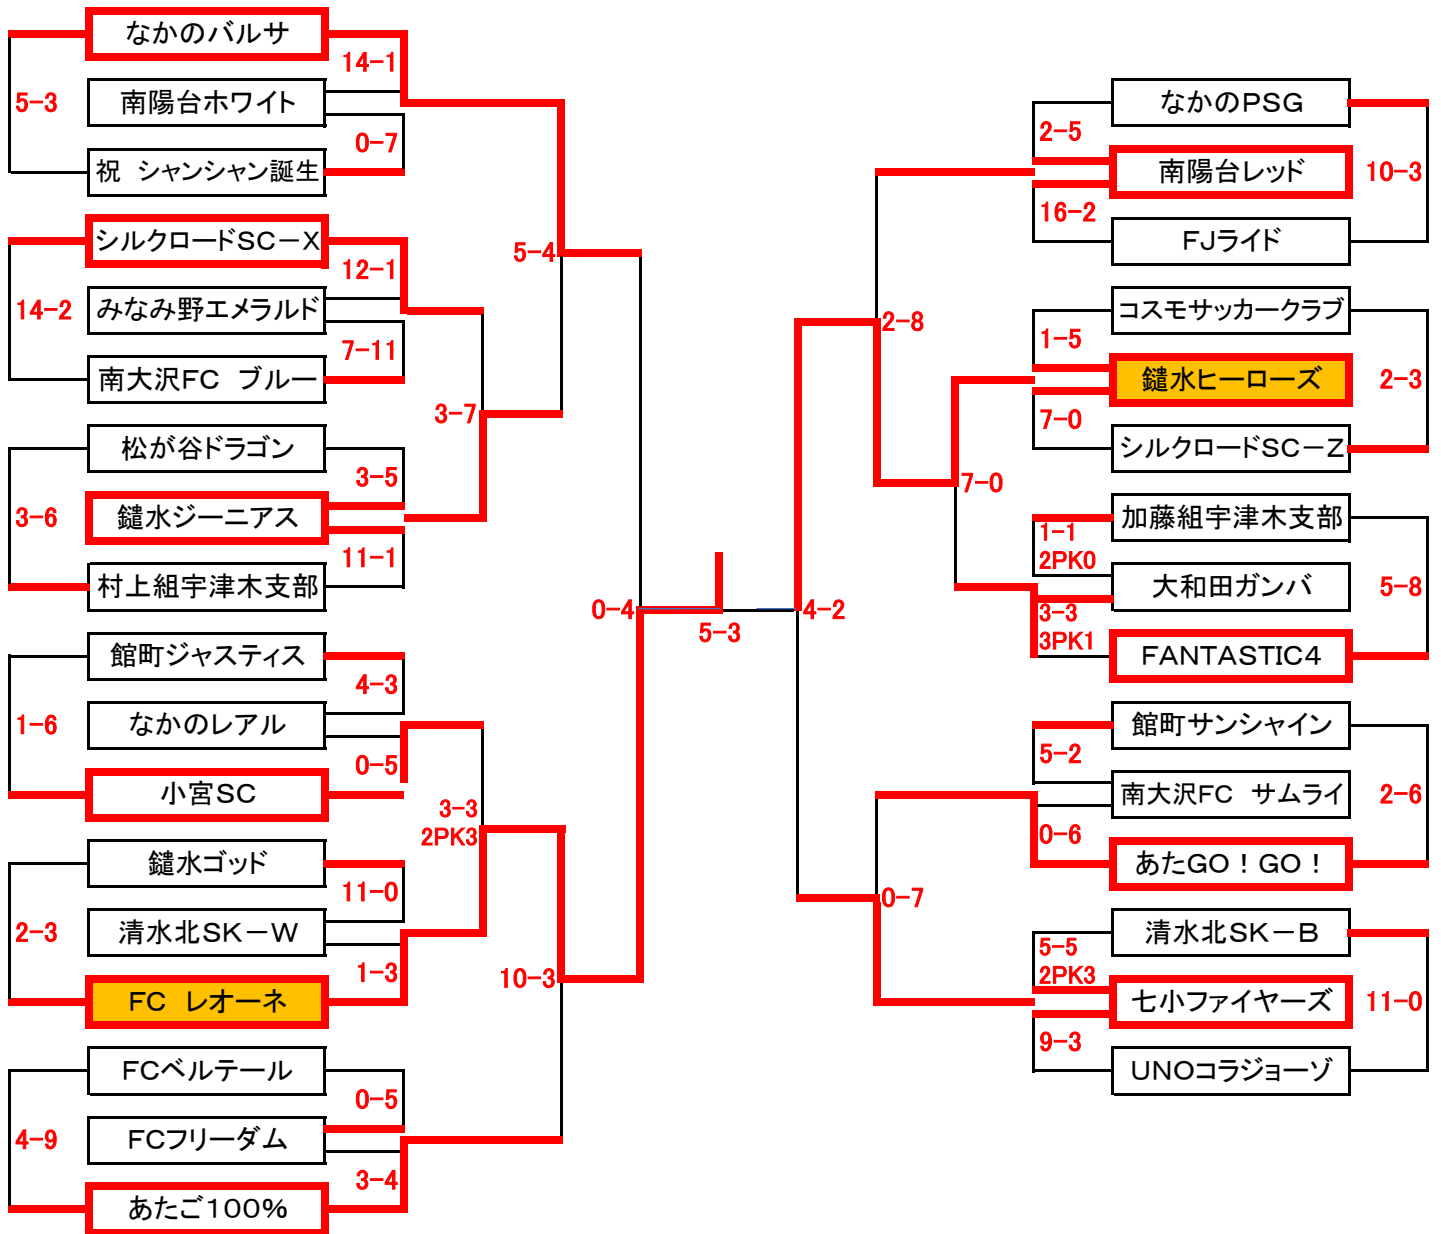 なかのバルサ
14-1
5-3
南陽台ホワイト
0-7
祝　シャンシャン誕生
シルクロードSC－X
12-1
14-2
みなみ野エメラルド
7-11
南大沢FC　ブルー
5-4
3-7
松が谷ドラゴン
3-5
3-6
鑓水ジーニアス
11-1
村上組宇津木支部
館町ジャスティス
4-3
1-6
なかのレアル
0-5
小宮SC
3-3
2PK3
鑓水ゴッド
11-0
2-3
清水北SK－W
1-3
FC　レオーネ
10-3
FCベルテール
0-5
4-9
FCフリーダム
3-4
あたご100%
0-4
5-3
4-2
なかのPSG
2-5
南陽台レッド
10-3
16-2
FJライド
2-8
コスモサッカークラブ
1-5
鑓水ヒーローズ
2-3
7-0
シルクロードSC－Z
7-0
加藤組宇津木支部
1-1
2PK0
大和田ガンバ
5-8
3-3
3PK1
FANTASTIC4
館町サンシャイン
5-2
南大沢FC　サムライ
2-6
0-6
あたGO！GO！
0-7
清水北SK－B
5-5
2PK3
七小ファイヤーズ
11-0
9-3
UNOコラジョーゾ